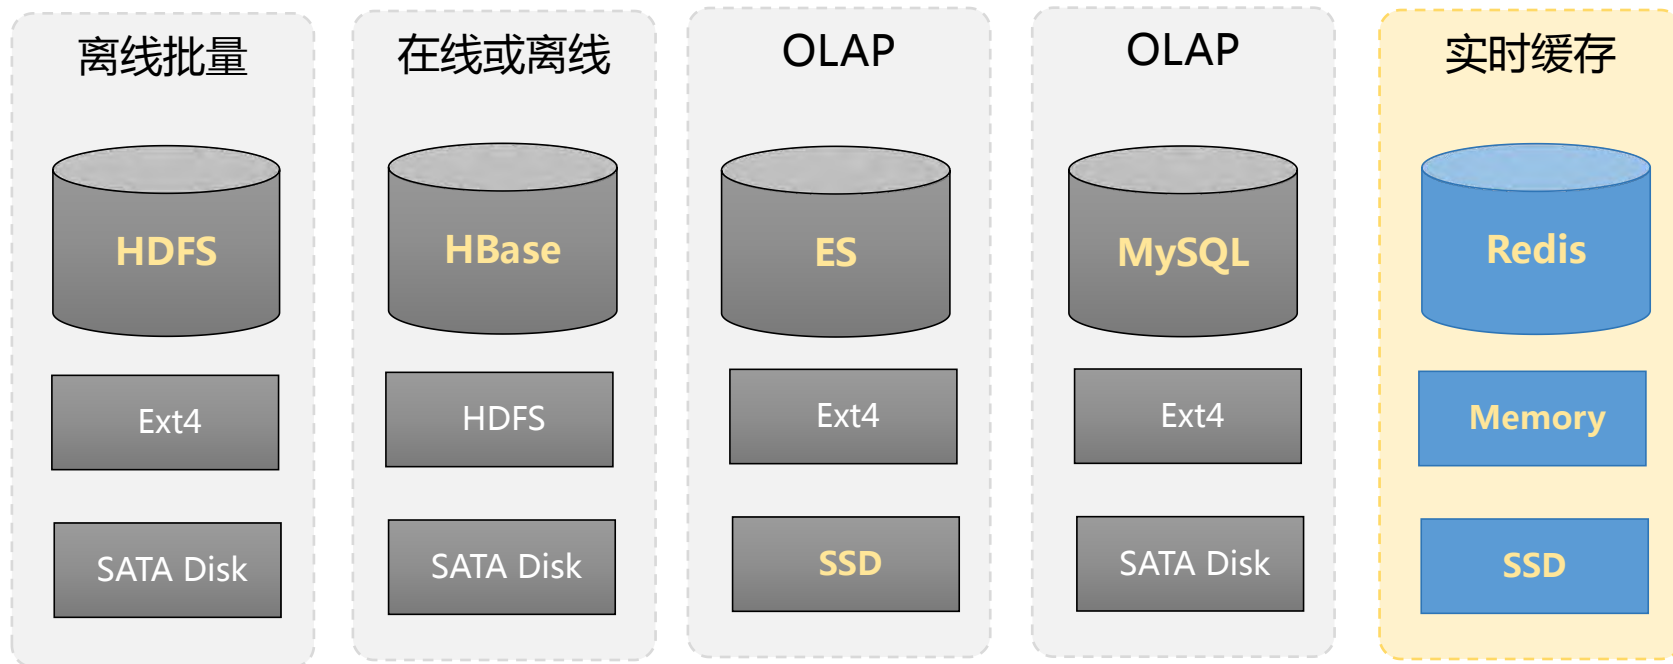 离线批量
HDFS
Ext4
SATA Disk
在线或离线
HBase
HDFS
SATA Disk
OLAP
ES
Ext4
SSD
OLAP
MySQL
Ext4
SATA Disk
实时缓存
Redis
Memory
SSD